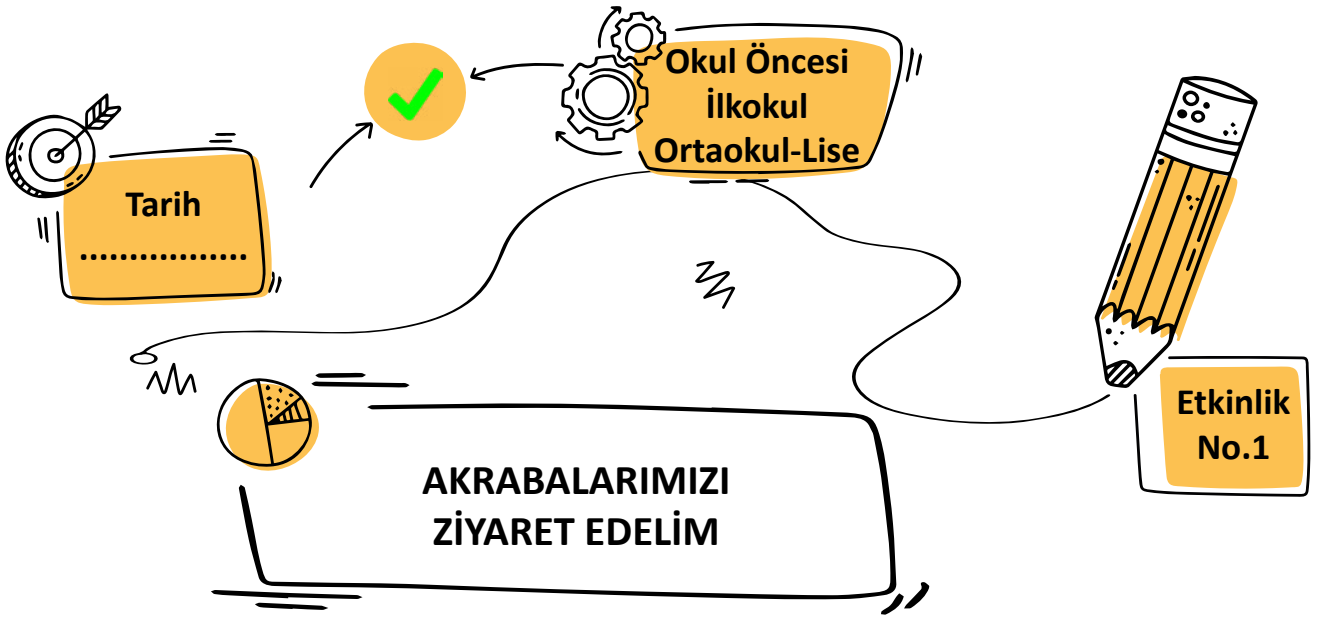 Okul Öncesi
İlkokul
Ortaokul-Lise
Tarih
.................
Etkinlik
No.1
AKRABALARIMIZI
ZİYARET EDELİM